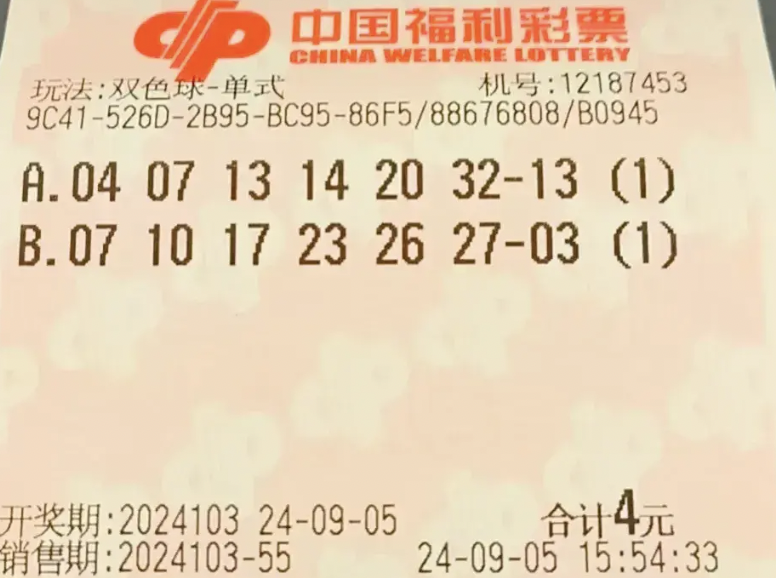 中国福利彩票
CHINA WELFARE LOTTERY
玩法:双色球-单式 机号:12187453
9C41-526D-2B95-BC95-86F5/88676808/B0945
A.04 07 13 14 20 32-13 (1)
B.07 10 17 23 26 27-03 (1)
开奖期:2024103 24-09-05 合计4元
销售期:2024103-55 24-09-05 15:54:33